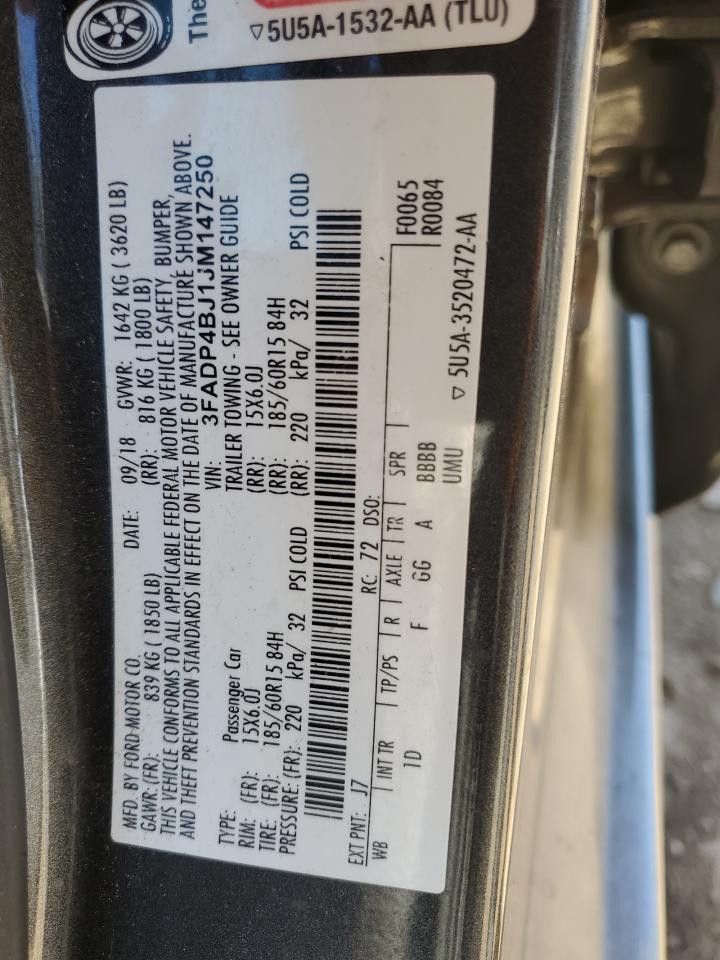 The
▽5U5A-1532-AA (TLU)
MFD. BY FORD MOTOR CO. DATE: 09/18 GVWR: 1642 KG ( 3620 LB)
GAWR: (FR): 839 KG ( 1850 LB) (RR): 816 KG ( 1800 LB)
THIS VEHICLE CONFORMS TO ALL APPLICABLE FEDERAL MOTOR VEHICLE SAFETY, BUMPER,
AND THEFT PREVENTION STANDARDS IN EFFECT ON THE DATE OF MANUFACTURE SHOWN ABOVE.
VIN: 3FADP4BJ1JM147250
TYPE: Passenger Car TRAILER TOWING - SEE OWNER GUIDE
RIM: (FR): 15X6.0J (RR): 15X6.0J
TIRE: (FR): 185/60R15 84H (RR): 185/60R15 84H
PRESSURE: (FR): 220 kPa/ 32 PSI COLD (RR): 220 kPa/ 32 PSI COLD
EXT PNT: J7 RC: 72 DSO:
WB INT TR TP/PS R AXLE TR SPR F0065
1D F GG A BBBB R0084
UMU
▽ 5U5A-3520472-AA